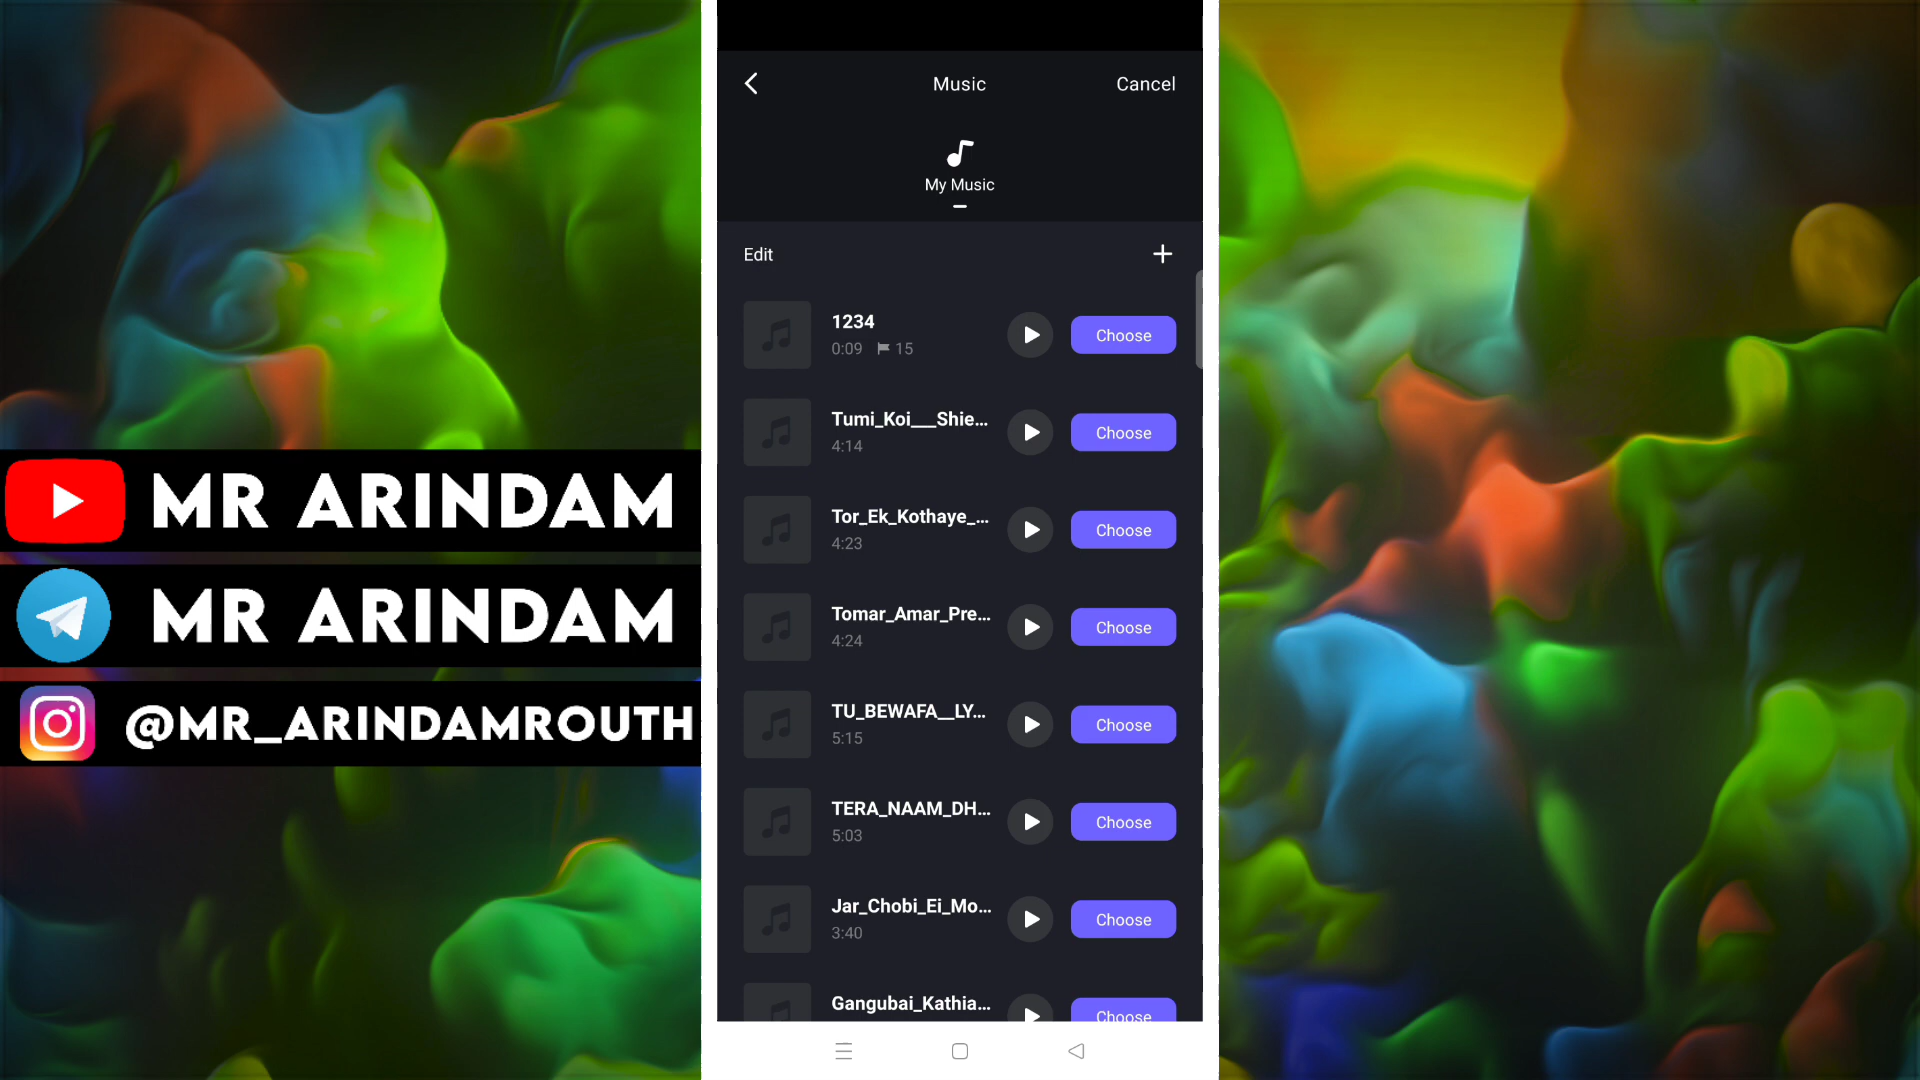 MR ARINDAM
MR ARINDAM
@MR_ARINDAMROUTH
Music
Cancel
My Music
Edit
1234
0:09 15
Choose
Tumi_Koi___Shie...
4:14
Choose
Tor_Ek_Kothaye_...
4:23
Choose
Tomar_Amar_Pre...
4:24
Choose
TU_BEWAFA__LY...
5:15
Choose
TERA_NAAM_DH...
5:03
Choose
Jar_Chobi_Ei_Mo...
3:40
Choose
Gangubai_Kathia...
Choose